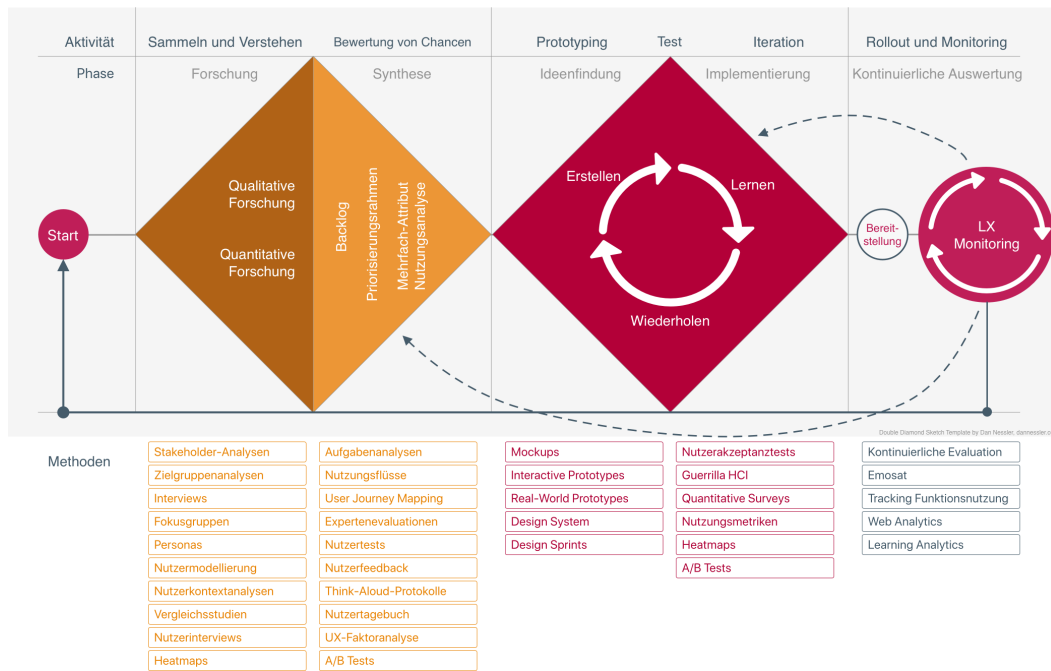 Aktivität
Sammeln und Verstehen
Bewertung von Chancen
Prototyping
Test
Iteration
Rollout und Monitoring
Phase
Forschung
Synthese
Ideenfindung
Implementierung
Kontinuierliche Auswertung
Start
Qualitative
Forschung
Quantitative
Forschung
Backlog
Priorisierungsrahmen
Mehrfach-Attribut
Nutzungsanalyse
Erstellen
Lernen
Wiederholen
Bereit-
stellung
LX
Monitoring
Double Diamond Sketch Template by Dan Nessler, dannessler.c
Methoden
Stakeholder-Analysen
Zielgruppenanalysen
Interviews
Fokusgruppen
Personas
Nutzermodellierung
Nutzerkontextanalysen
Vergleichsstudien
Nutzerinterviews
Heatmaps
Aufgabenanalysen
Nutzungsflüsse
User Journey Mapping
Expertenevaluationen
Nutzertests
Nutzerfeedback
Think-Aloud-Protokolle
Nutzertagebuch
UX-Faktoranalyse
A/B Tests
Mockups
Interactive Prototypes
Real-World Prototypes
Design System
Design Sprints
Nutzerakzeptanztests
Guerrilla HCI
Quantitative Surveys
Nutzungsmetriken
Heatmaps
A/B Tests
Kontinuierliche Evaluation
Emosat
Tracking Funktionsnutzung
Web Analytics
Learning Analytics